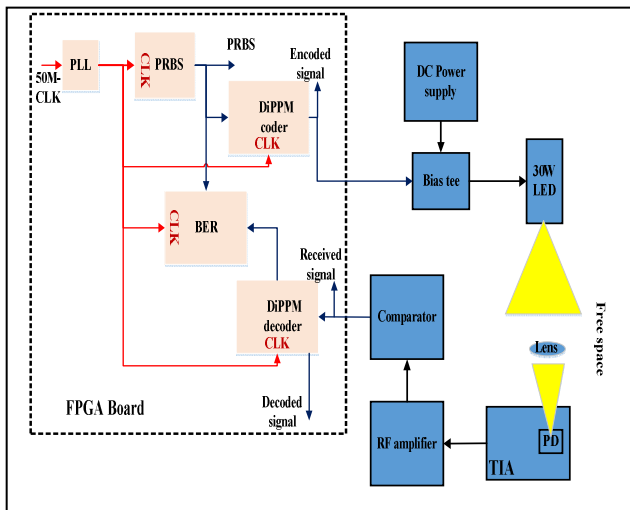 50M-
CLK
PLL
CLK
PRBS
PRBS
Encoded
signal
DiPPM
coder
CLK
DC Power
supply
Bias tee
30W
LED
CLK
BER
Received
signal
DiPPM
decoder
CLK
Comparator
Free space
Lens
FPGA Board
Decoded
signal
RF amplifier
PD
TIA